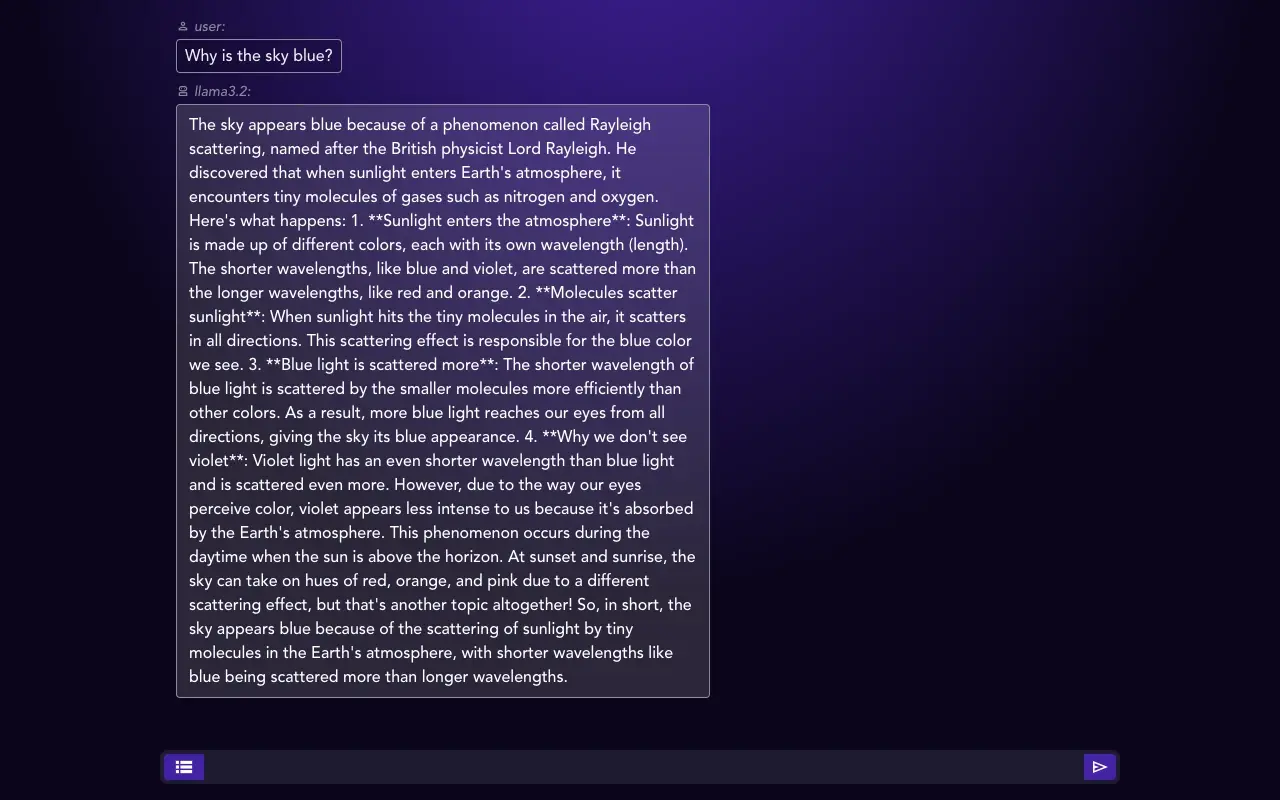 user:
Why is the sky blue?
llama3.2:
The sky appears blue because of a phenomenon called Rayleigh
scattering, named after the British physicist Lord Rayleigh. He
discovered that when sunlight enters Earth's atmosphere, it
encounters tiny molecules of gases such as nitrogen and oxygen.
Here's what happens: 1. **Sunlight enters the atmosphere**: Sunlight
is made up of different colors, each with its own wavelength (length).
The shorter wavelengths, like blue and violet, are scattered more than
the longer wavelengths, like red and orange. 2. **Molecules scatter
sunlight**: When sunlight hits the tiny molecules in the air, it scatters
in all directions. This scattering effect is responsible for the blue color
we see. 3. **Blue light is scattered more**: The shorter wavelength of
blue light is scattered by the smaller molecules more efficiently than
other colors. As a result, more blue light reaches our eyes from all
directions, giving the sky its blue appearance. 4. **Why we don't see
violet**: Violet light has an even shorter wavelength than blue light
and is scattered even more. However, due to the way our eyes
perceive color, violet appears less intense to us because it's absorbed
by the Earth's atmosphere. This phenomenon occurs during the
daytime when the sun is above the horizon. At sunset and sunrise, the
sky can take on hues of red, orange, and pink due to a different
scattering effect, but that's another topic altogether! So, in short, the
sky appears blue because of the scattering of sunlight by tiny
molecules in the Earth's atmosphere, with shorter wavelengths like
blue being scattered more than longer wavelengths.